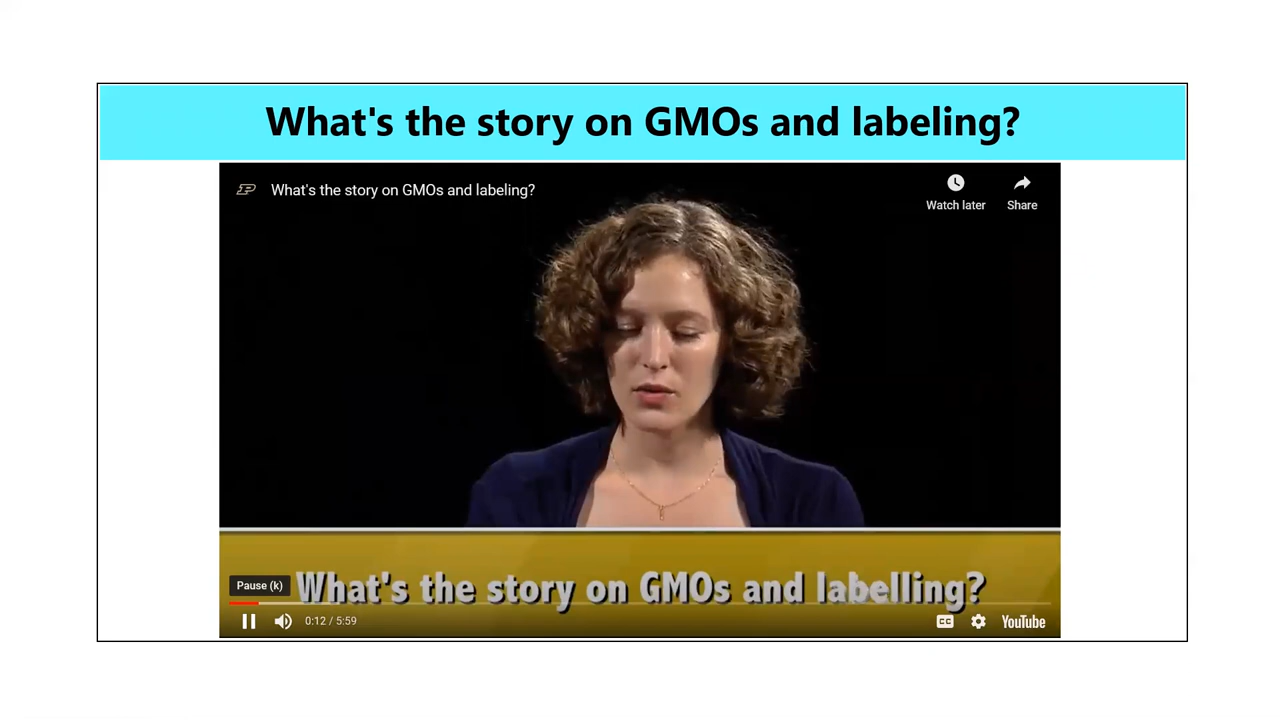 What's the story on GMOs and labeling?
What's the story on GMOs and labeling?
Watch later
Share
Pause (k)
What's the story on GMOs and labelling?
0:12 / 5:59
CC
YouTube